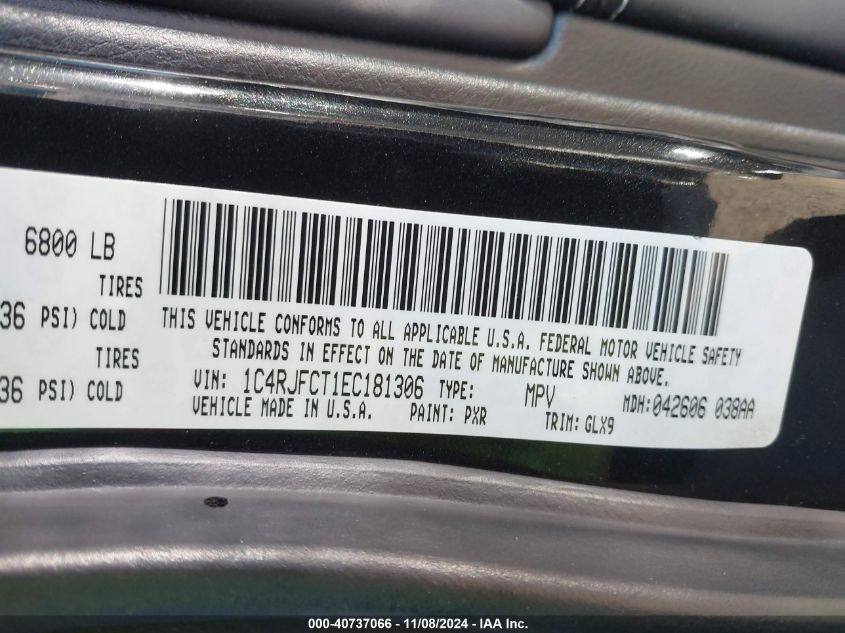 6800 LB
TIRES
36 PSI) COLD
TIRES
36 PSI) COLD
THIS VEHICLE CONFORMS TO ALL APPLICABLE U.S.A. FEDERAL MOTOR VEHICLE SAFETY
STANDARDS IN EFFECT ON THE DATE OF MANUFACTURE SHOWN ABOVE.
VIN: 1C4RJFCT1EC181306 TYPE: MPV MDH:042606 038AA
VEHICLE MADE IN U.S.A. PAINT: PXR TRIM: GLX9
000-40737066 - 11/08/2024 - IAA Inc.